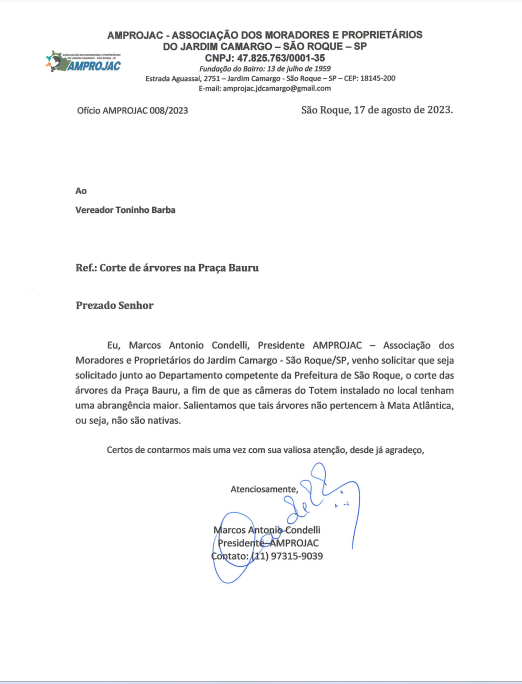 AMPROJAC - ASSOCIAÇÃO DOS MORADORES E PROPRIETÁRIOS
DO JARDIM CAMARGO – SÃO ROQUE – SP
CNPJ: 47.825.763/0001-35
Fundação do Bairro: 13 de julho de 1959
Estrada Aguassaí, 2751 – Jardim Camargo - São Roque – SP – CEP: 18145-200
E-mail: amprojac.jdcamargo@gmail.com
AMPROJAC
Ofício AMPROJAC 008/2023
São Roque, 17 de agosto de 2023.
Ao
Vereador Toninho Barba
Ref.: Corte de árvores na Praça Bauru
Prezado Senhor
Eu, Marcos Antonio Condelli, Presidente AMPROJAC – Associação dos
Moradores e Proprietários do Jardim Camargo - São Roque/SP, venho solicitar que seja
solicitado junto ao Departamento competente da Prefeitura de São Roque, o corte das
árvores da Praça Bauru, a fim de que as câmeras do Totem instalado no local tenham
uma abrangência maior. Salientamos que tais árvores não pertencem à Mata Atlântica,
ou seja, não são nativas.
Certos de contarmos mais uma vez com sua valiosa atenção, desde já agradeço,
Atenciosamente,
Marcos Antonio Condelli
Presidente AMPROJAC
Contato: (11) 97315-9039